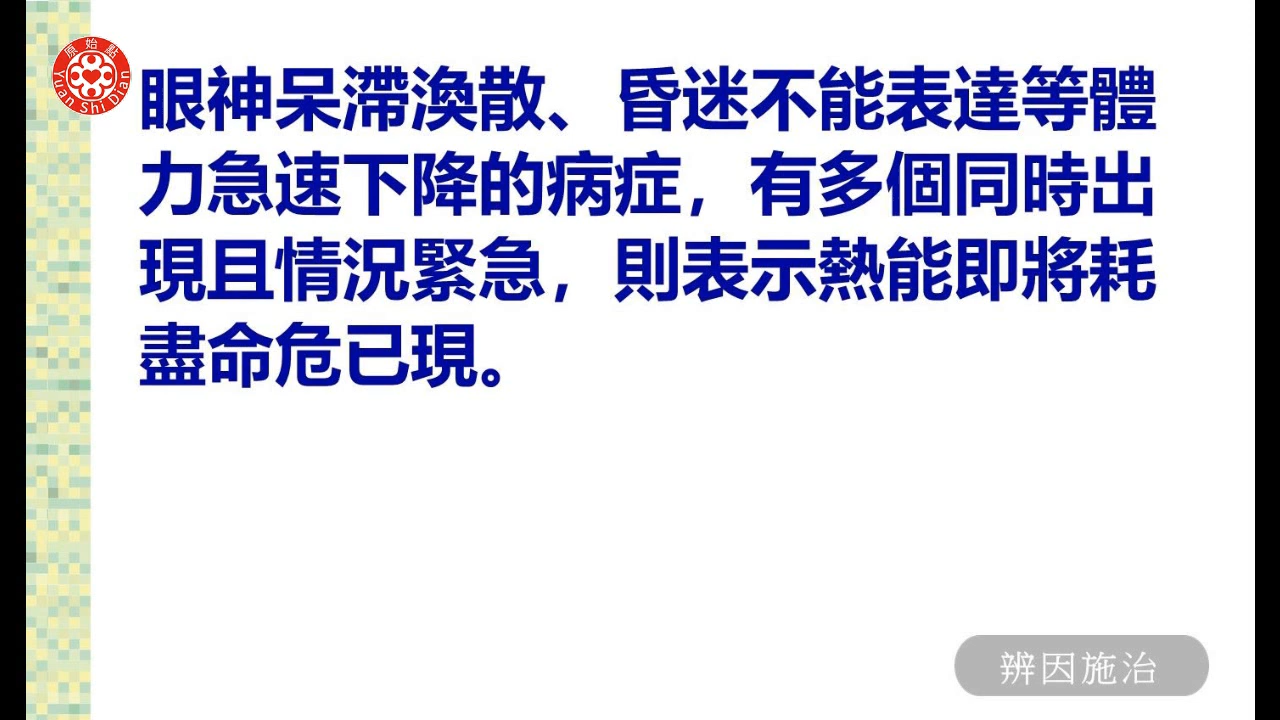 原始點
Yuan Shi Dian
眼神呆滯渙散、昏迷不能表達等體
力急速下降的病症，有多個同時出
現且情況緊急，則表示熱能即將耗
盡命危已現。
辨因施治